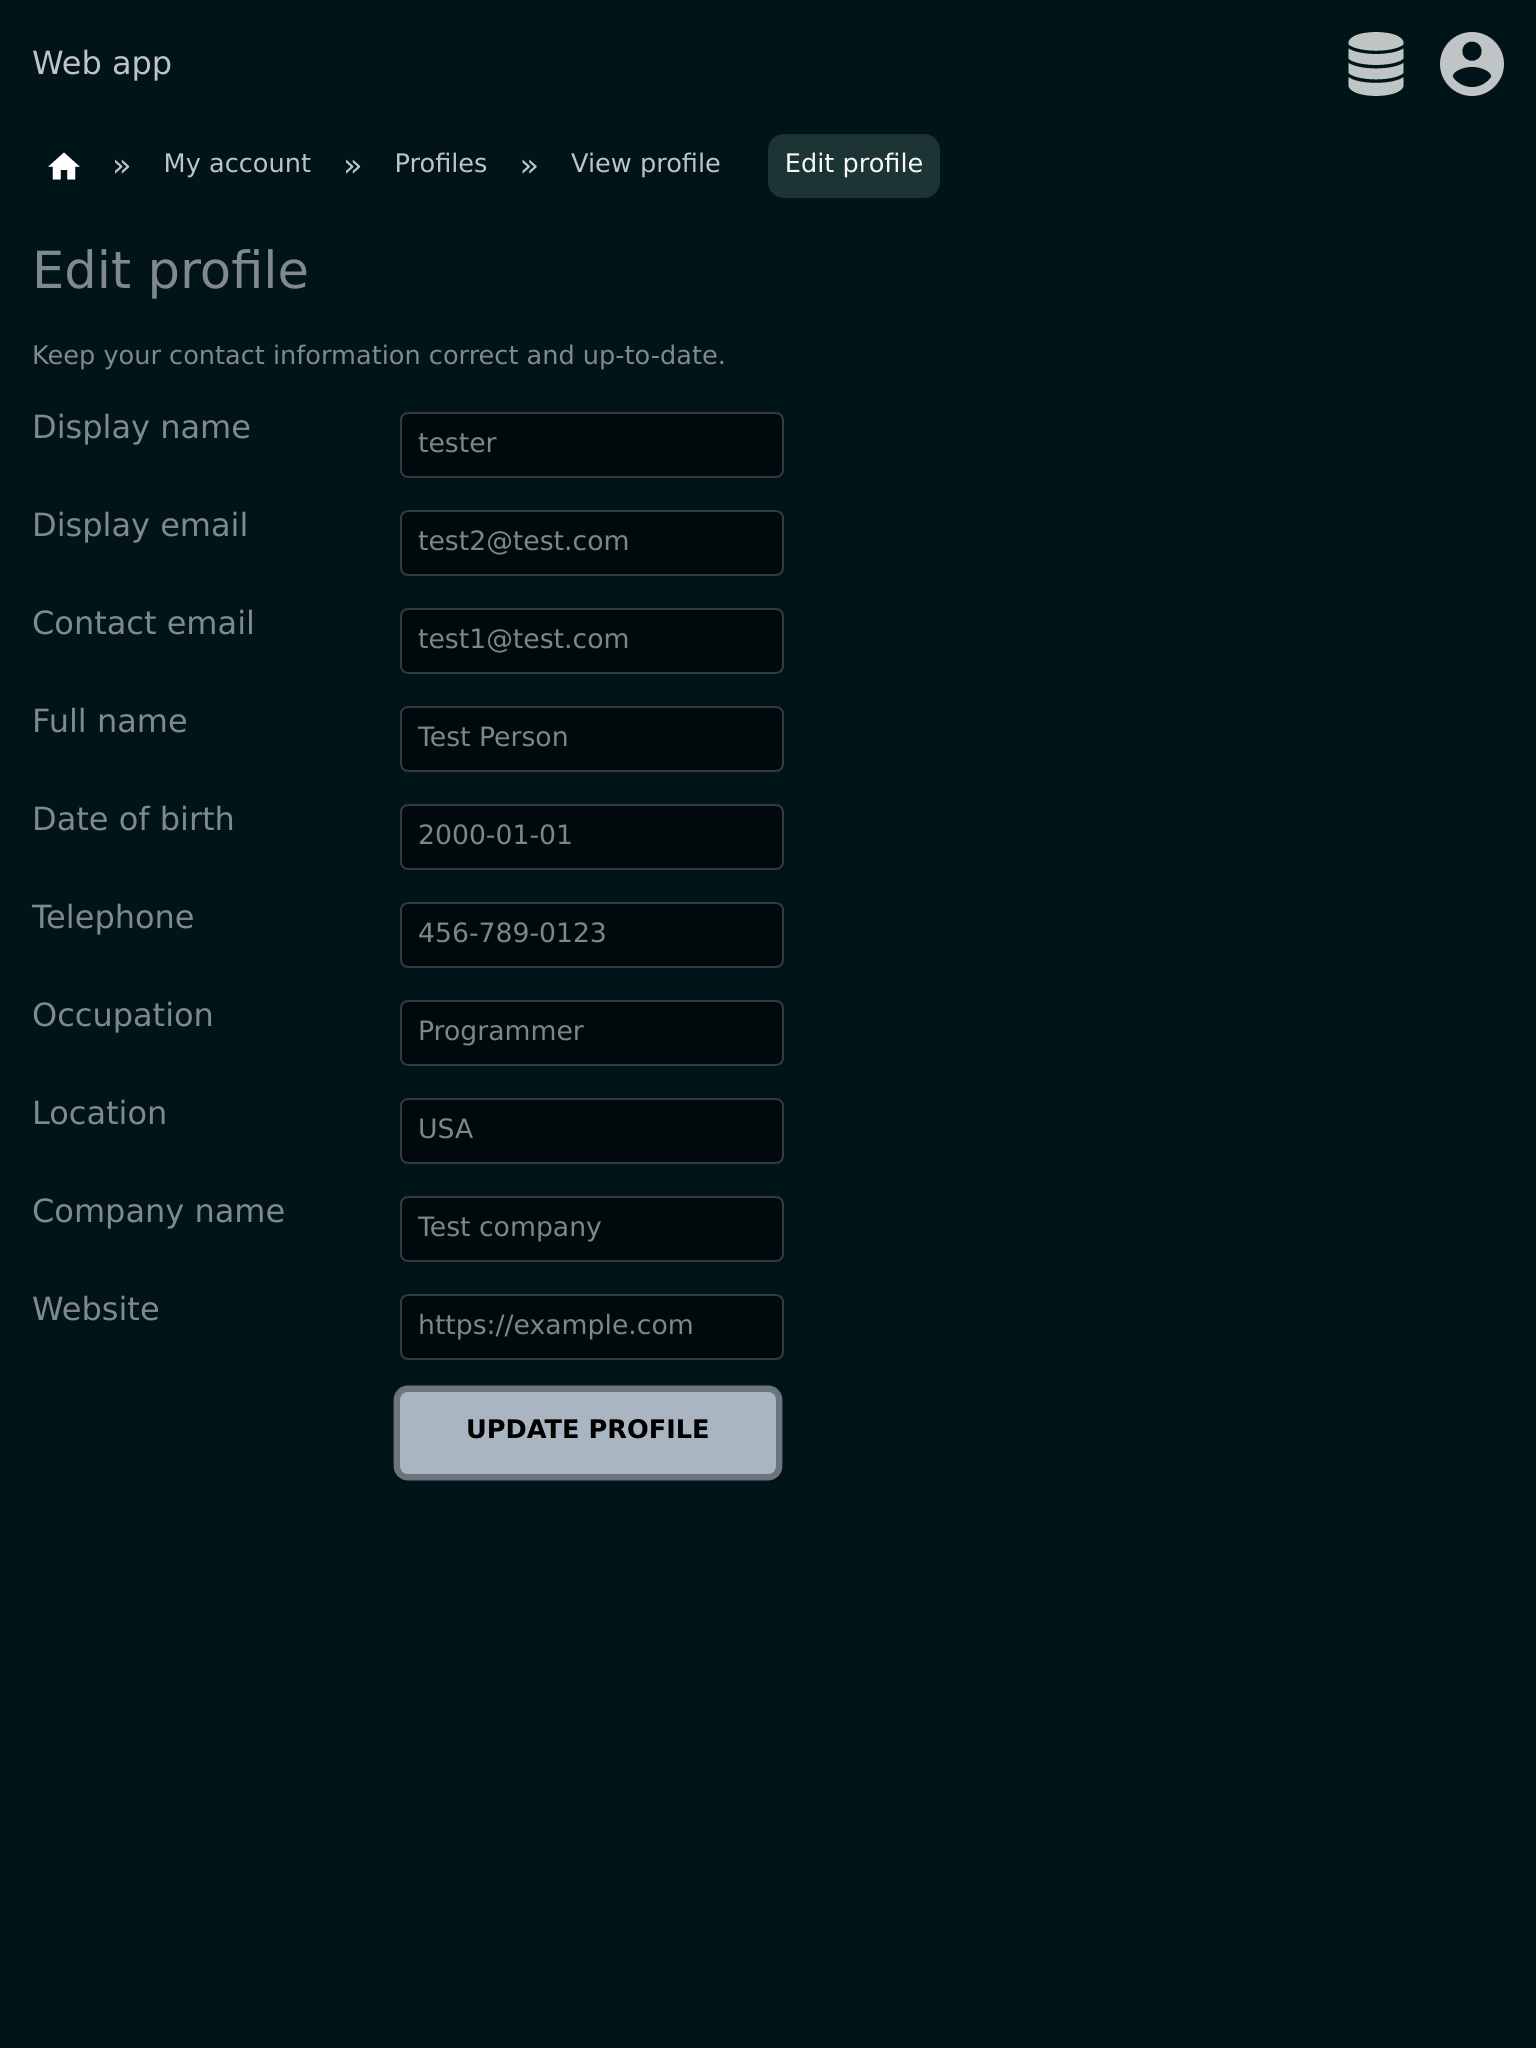 Web app
» My account » Profiles » View profile Edit profile
Edit profile
Keep your contact information correct and up-to-date.
Display name tester
Display email test2@test.com
Contact email test1@test.com
Full name Test Person
Date of birth 2000-01-01
Telephone 456-789-0123
Occupation Programmer
Location USA
Company name Test company
Website https://example.com
UPDATE PROFILE